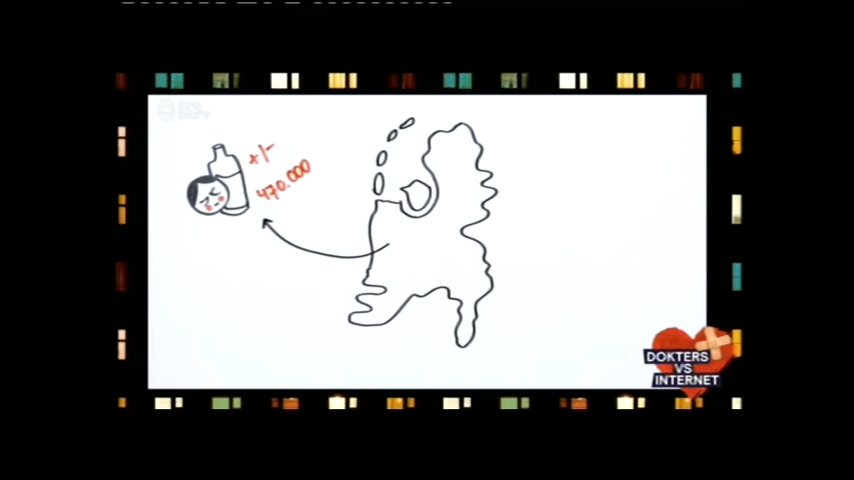 +/-
470.000
DOKTERS
VS
INTERNET